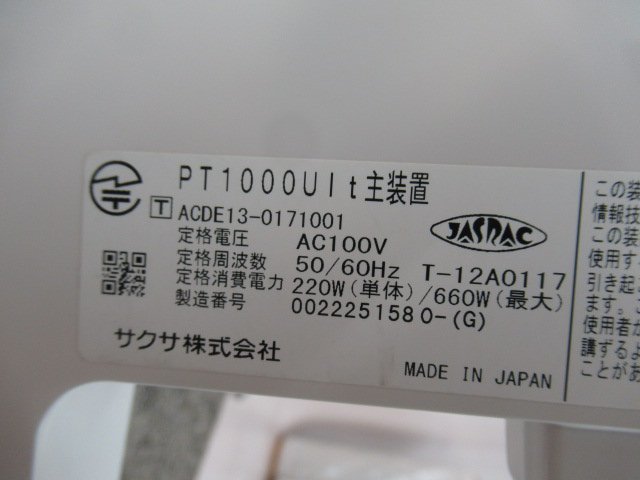 PT1000UIt主装置
T ACDE13-0171001
定格電圧 AC100V
定格周波数 50/60Hz
定格消費電力 220W(単体)/660W(最大)
製造番号 0022251580-(G)
JASRAC
T-12A0117
サクサ株式会社
MADE IN JAPAN
この装
情報技
この装
使用す
引き起こ
ます。
使用者が
講ずるよ
ことがあ